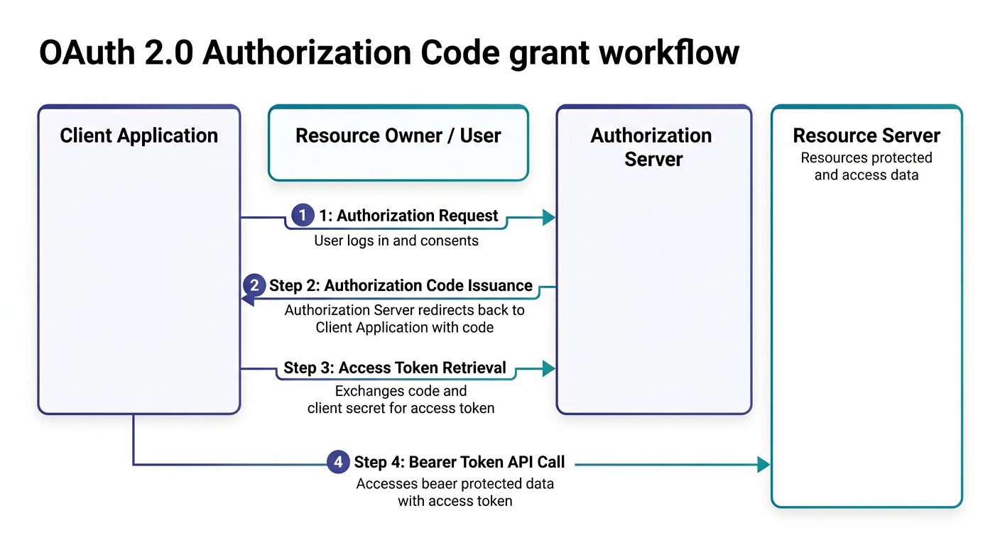 OAuth 2.0 Authorization Code grant workflow
Client Application
Resource Owner / User
Authorization
Server
Resource Server
Resources protected
and access data
1 1: Authorization Request
User logs in and consents
2 Step 2: Authorization Code Issuance
Authorization Server redirects back to
Client Application with code
Step 3: Access Token Retrieval
Exchanges code and
client secret for access token
4 Step 4: Bearer Token API Call
Accesses beaer protected data
with access token